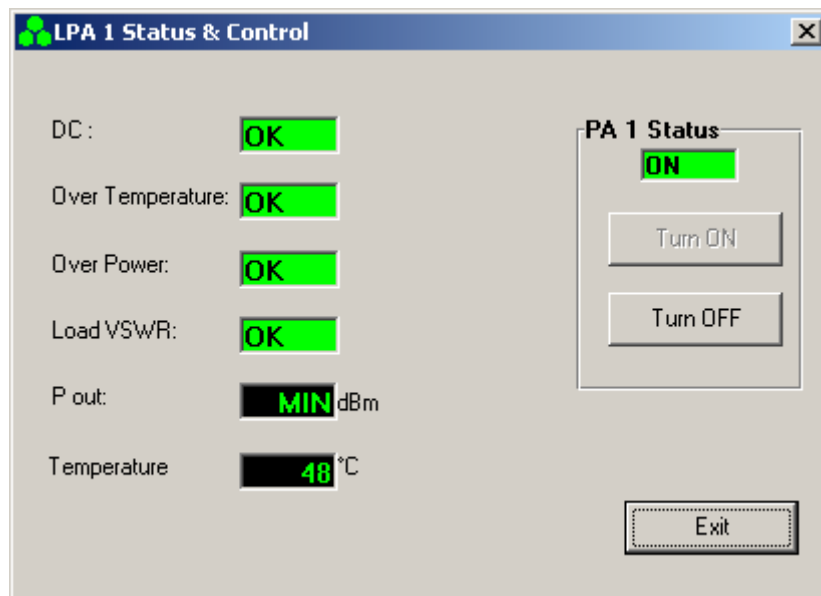 LPA 1 Status & Control
DC :
OK
Over Temperature:
OK
Over Power:
OK
Load VSWR:
OK
P out:
MIN dBm
Temperature
48 °C
PA 1 Status
ON
Turn ON
Turn OFF
Exit